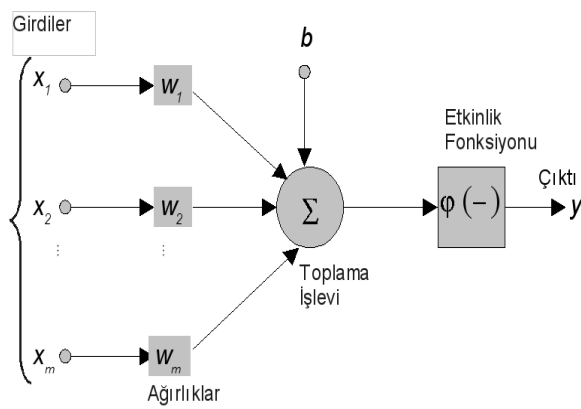 Girdiler
b
x1
w1
Etkinlik
Fonksiyonu
Çıktı
x2
w2
Σ
φ (−)
y
⋮
⋮
Toplama
İşlevi
xm
wm
Ağırlıklar